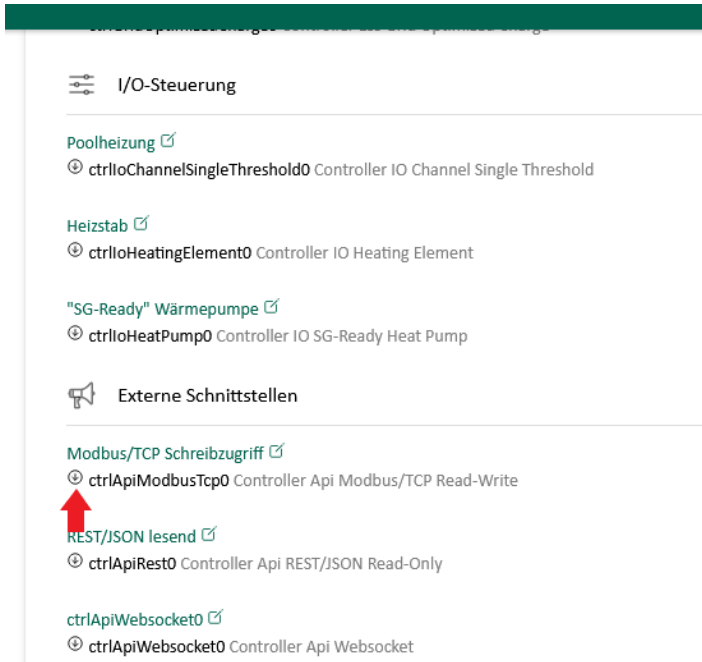 I/O-Steuerung
Poolheizung
ctrlIoChannelSingleThreshold0 Controller IO Channel Single Threshold
Heizstab
ctrlIoHeatingElement0 Controller IO Heating Element
"SG-Ready" Wärmepumpe
ctrlIoHeatPump0 Controller IO SG-Ready Heat Pump
Externe Schnittstellen
Modbus/TCP Schreibzugriff
ctrlApiModbusTcp0 Controller Api Modbus/TCP Read-Write
REST/JSON lesend
ctrlApiRest0 Controller Api REST/JSON Read-Only
ctrlApiWebsocket0
ctrlApiWebsocket0 Controller Api Websocket